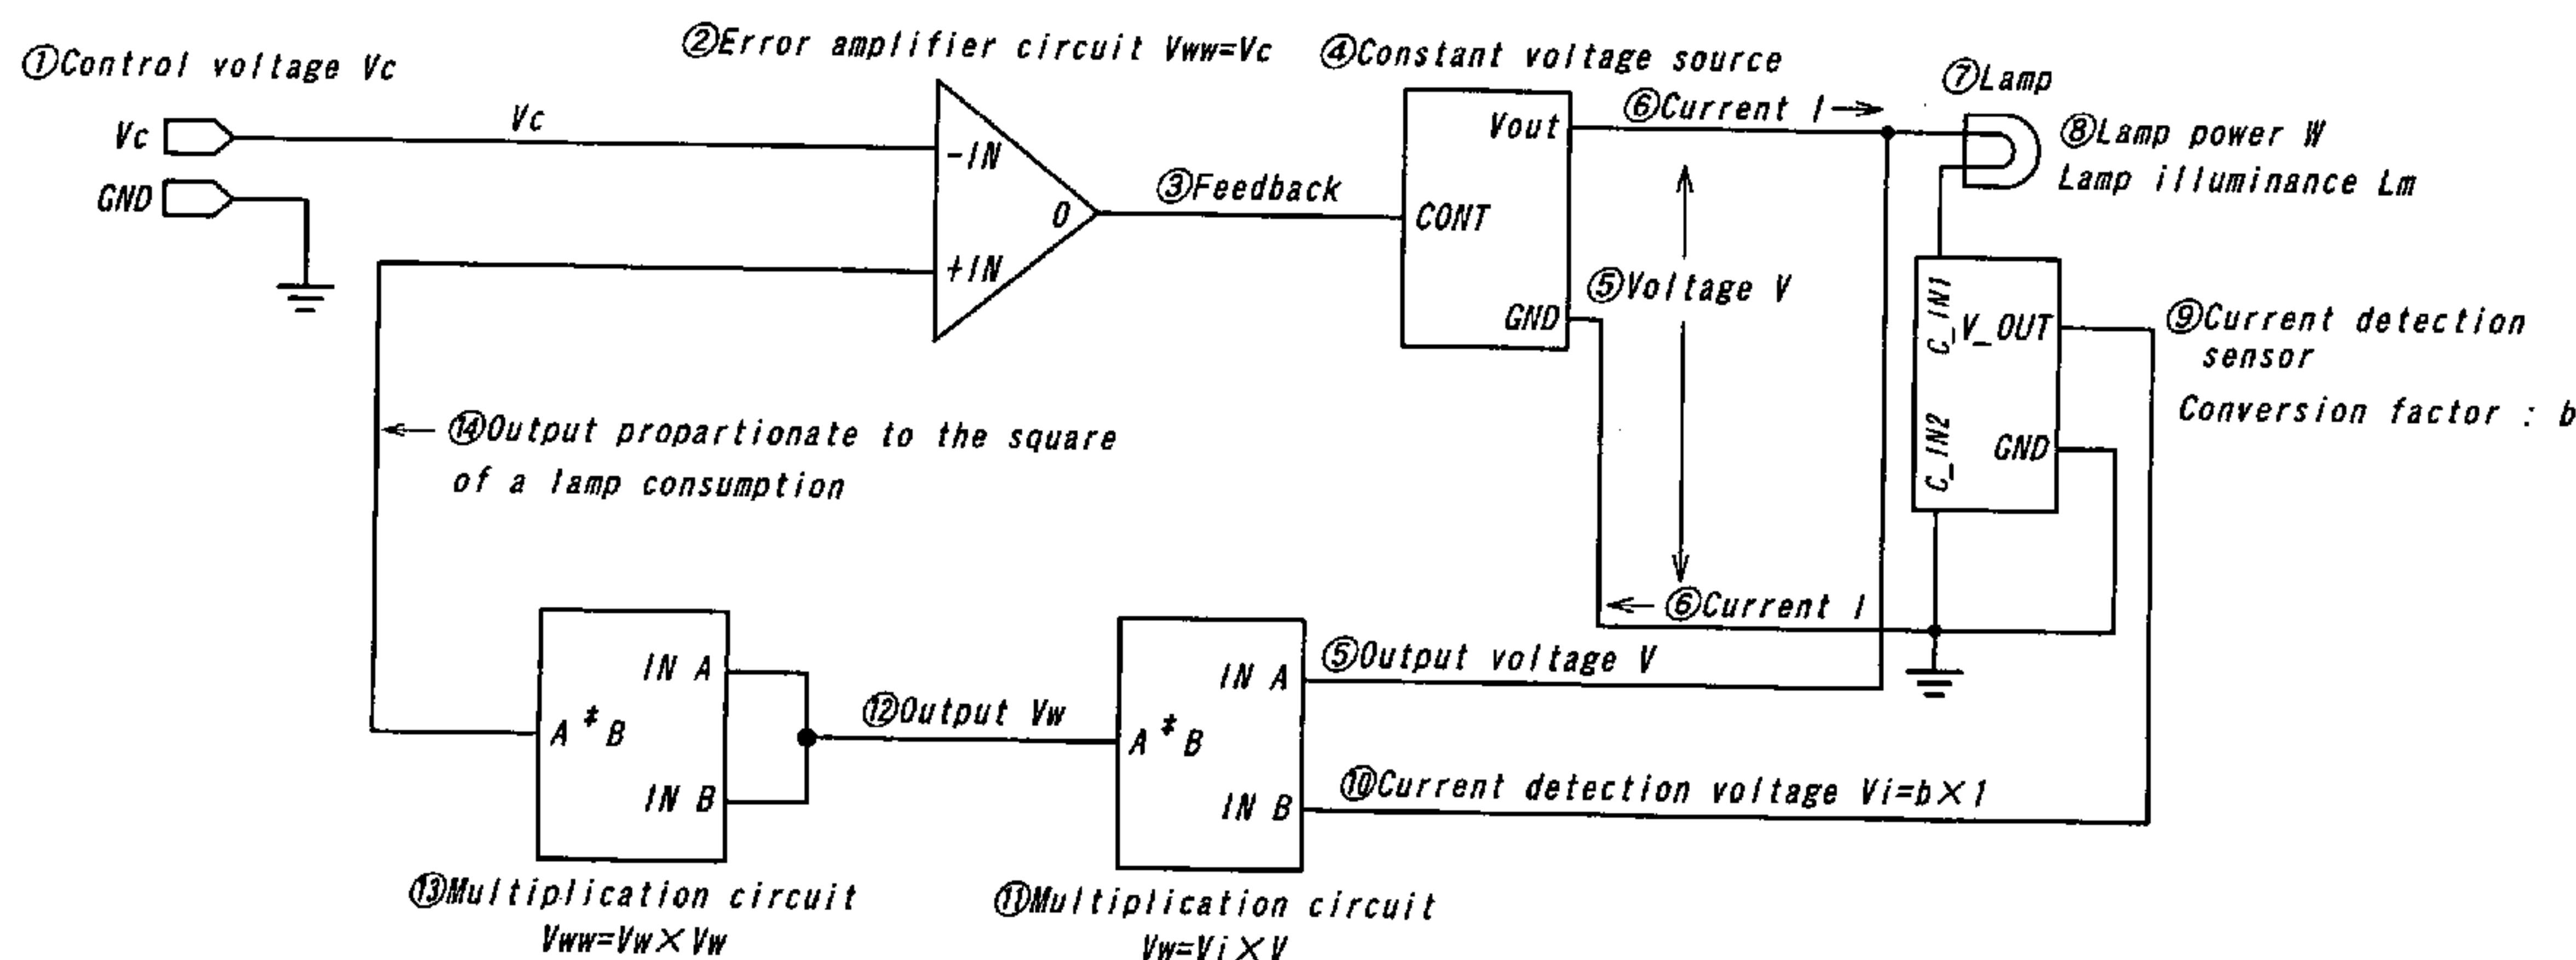 ①Control voltage Vc
②Error amplifier circuit Vww=Vc
④Constant voltage source
⑦Lamp
Vc
Vc
GND
-IN
+IN
O
③Feedback
Vout
CONT
GND
⑥Current I
⑤Voltage V
⑥Current I
⑧Lamp power W
Lamp illuminance Lm
C_IN1
C_IN2
V_OUT
GND
⑨Current detection
sensor
Conversion factor : b
⑭Output propartionate to the square
of a lamp consumption
IN A
A*B
IN B
⑫Output Vw
IN A
A*B
IN B
⑤Output voltage V
⑩Current detection voltage Vi=b×I
⑬Multiplication circuit
Vww=Vw×Vw
⑪Multiplication circuit
Vw=Vi×V